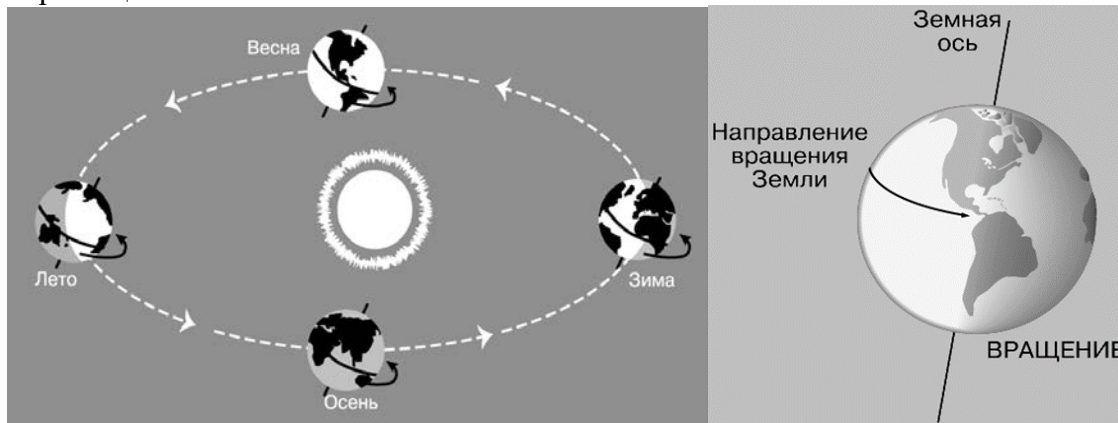 Весна
Лето
Зима
Осень
Земная
ось
Направление
вращения
Земли
ВРАЩЕНИЕ